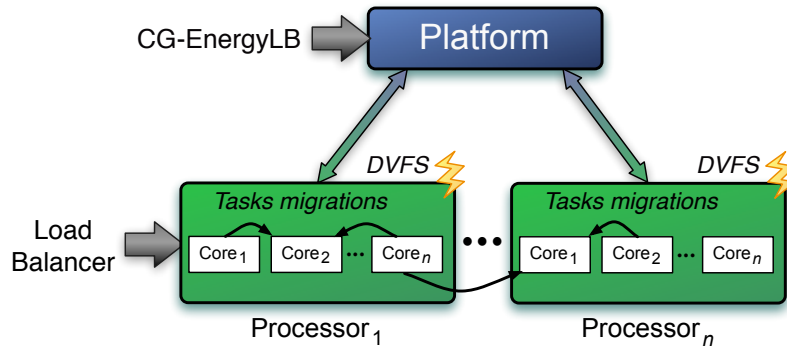 CG-EnergyLB
Platform
DVFS
DVFS
Tasks migrations
Tasks migrations
Load
Balancer
Core1
Core2
...
Coren
...
Core1
Core2
...
Coren
Processor1
Processorn